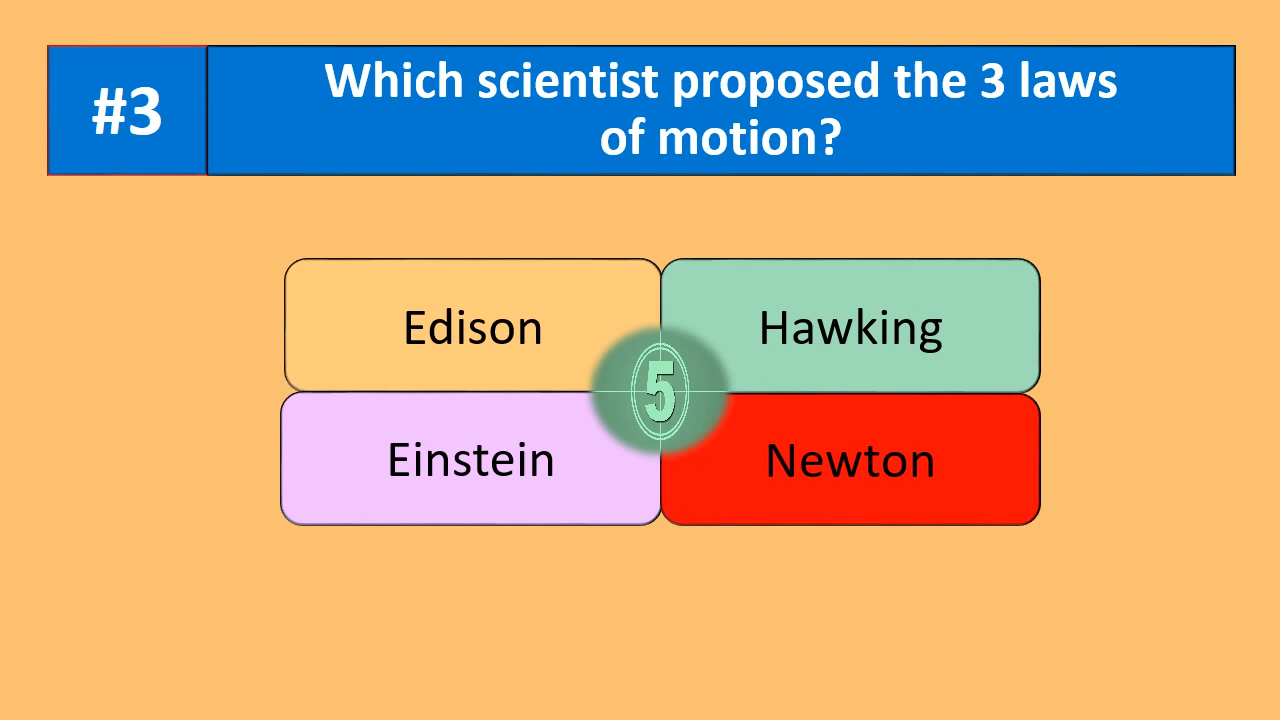 #3
Which scientist proposed the 3 laws
of motion?
Edison
Hawking
5
Einstein
Newton